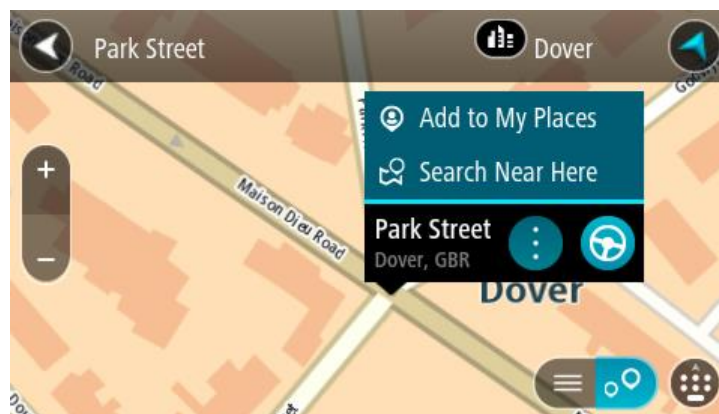 Park Street
Dover
Road
Add to My Places
Search Near Here
Maison Dieu Road
Park Street
Dover, GBR
Dover